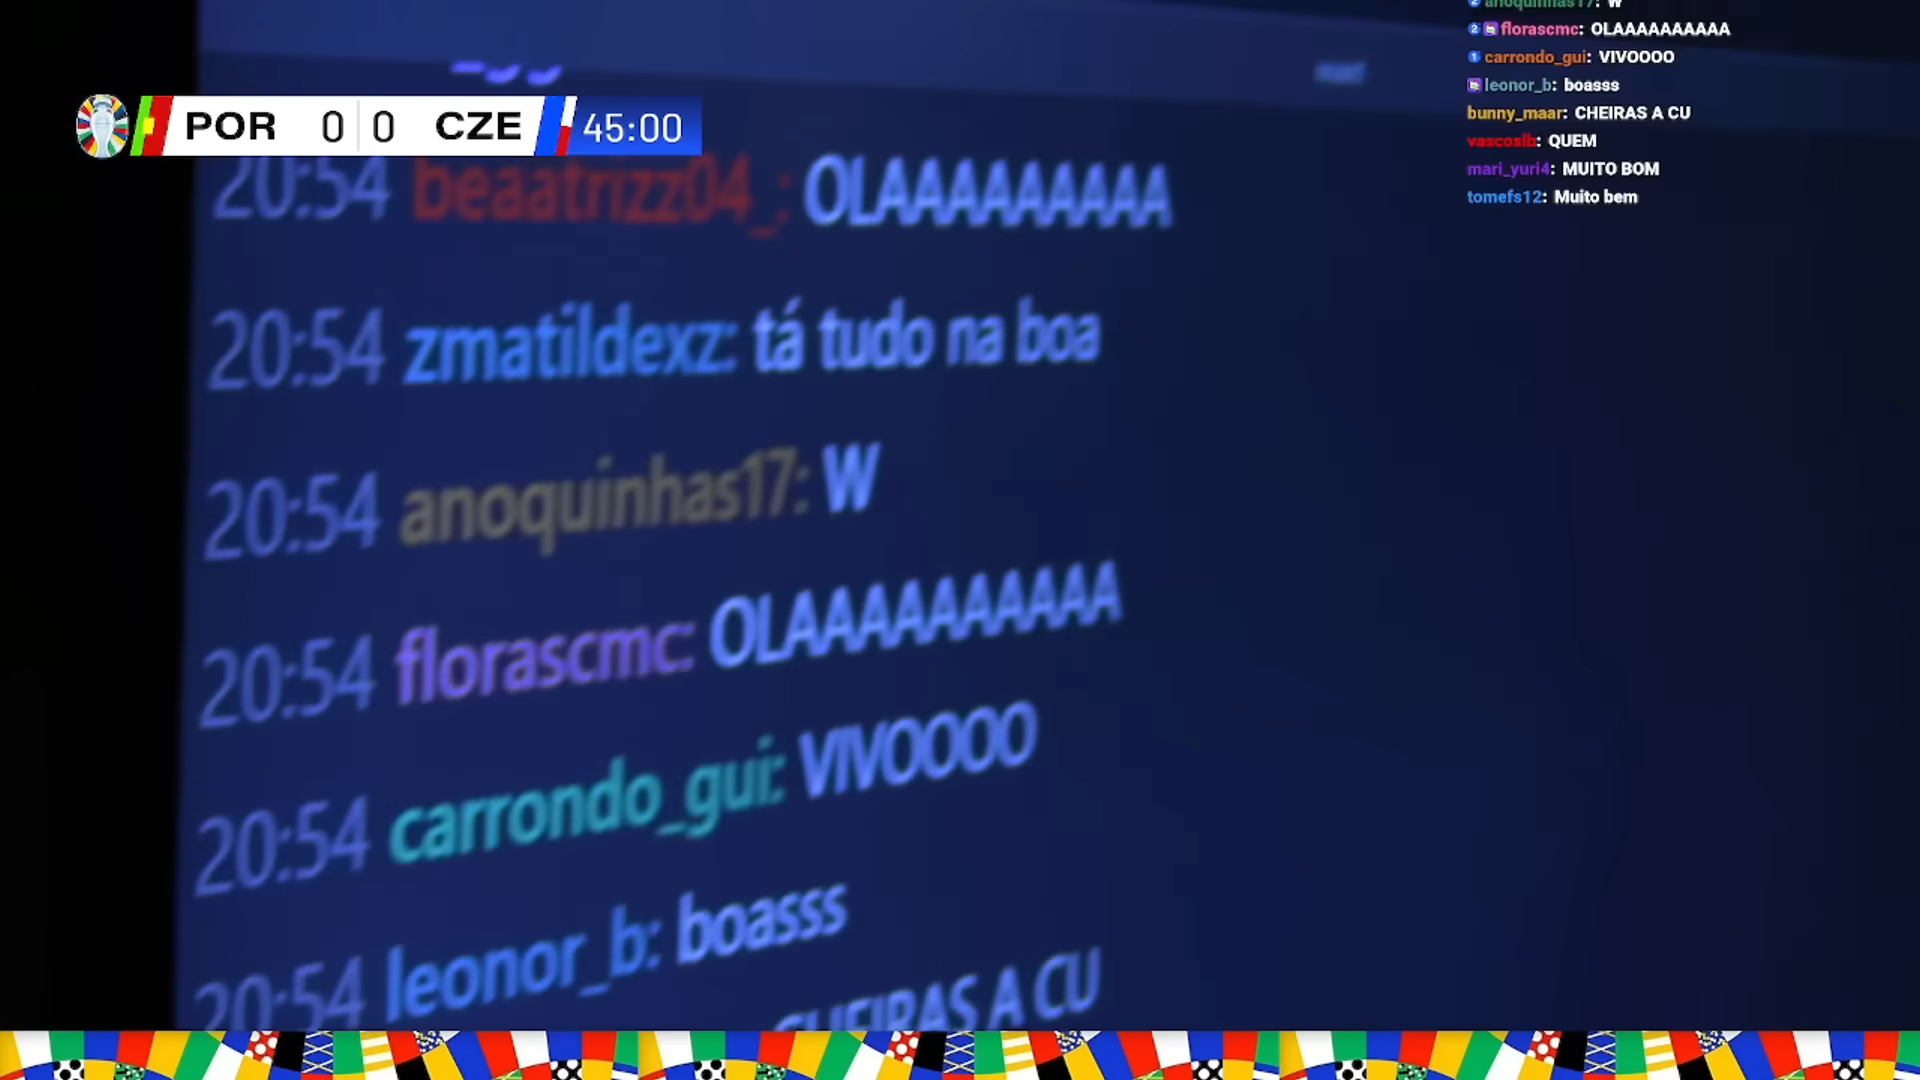 anoquinhas17: W
florascmc: OLAAAAAAAAAA
carrondo_gui: VIVOOOO
leonor_b: boasss
bunny_maar: CHEIRAS A CU
vascoslb: QUEM
mari_yuri4: MUITO BOM
tomefs12: Muito bem
POR 0 0 CZE 45:00
20:54 beaatrizz04_: OLAAAAAAAAA
20:54 zmatildexz: tá tudo na boa
20:54 anoquinhas17: W
20:54 florascmc: OLAAAAAAAAAA
20:54 carrondo_gui: VIVOOOO
20:54 leonor_b: boasss
CHEIRAS A CU